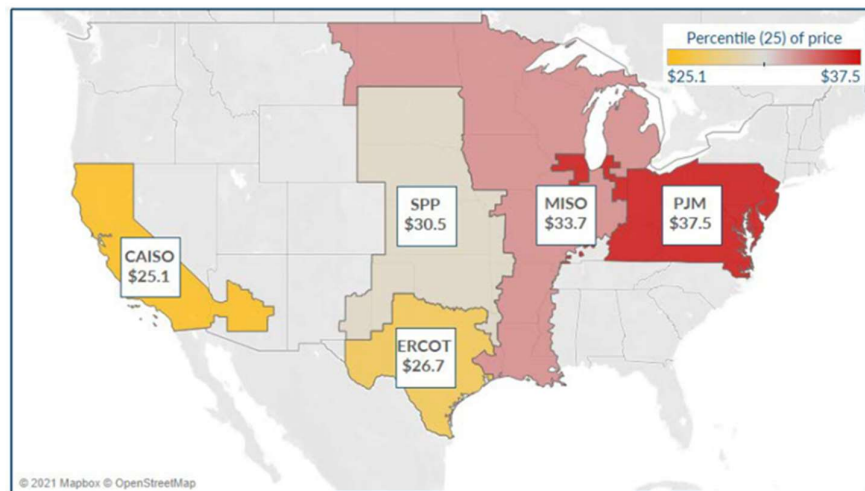 Percentile (25) of price
$25.1 $37.5
SPP
$30.5
MISO
$33.7
PJM
$37.5
CAISO
$25.1
ERCOT
$26.7
© 2021 Mapbox © OpenStreetMap